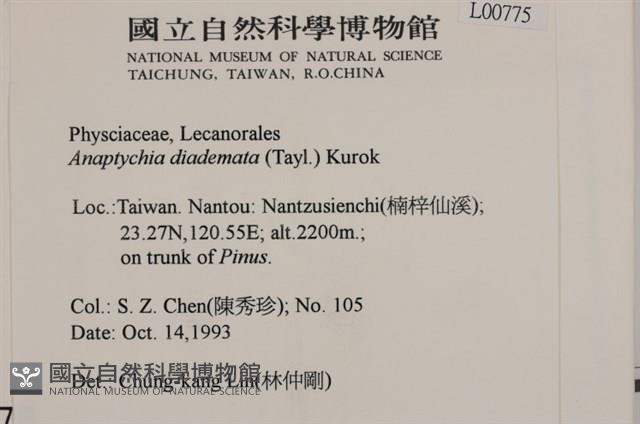 L00775
國立自然科學博物館
NATIONAL MUSEUM OF NATURAL SCIENCE
TAICHUNG, TAIWAN, R.O.CHINA
Physciaceae, Lecanorales
Anaptychia diademata (Tayl.) Kurok
Loc.:Taiwan. Nantou: Nantzusienchi(楠梓仙溪);
23.27N,120.55E; alt.2200m.;
on trunk of Pinus.
Col.: S. Z. Chen(陳秀珍); No. 105
Date: Oct. 14,1993
國立自然科學博物館
Det.: Chung-kang Lin(林仲剛)
NATIONAL MUSEUM OF NATURAL SCIENCE